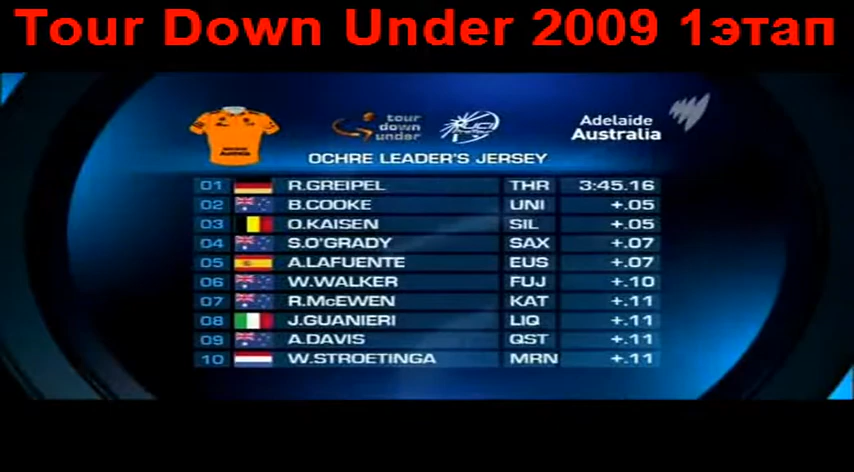 Tour Down Under 2009 1этап
tour
down
under
UCI
Adelaide
Australia
OCHRE LEADER'S JERSEY
01 R.GREIPEL THR 3:45.16
02 B.COOKE UNI +.05
03 O.KAISEN SIL +.05
04 S.O'GRADY SAX +.07
05 A.LAFUENTE EUS +.07
06 W.WALKER FUJ +.10
07 R.McEWEN KAT +.11
08 J.GUANIERI LIQ +.11
09 A.DAVIS QST +.11
10 W.STROETINGA MRN +.11